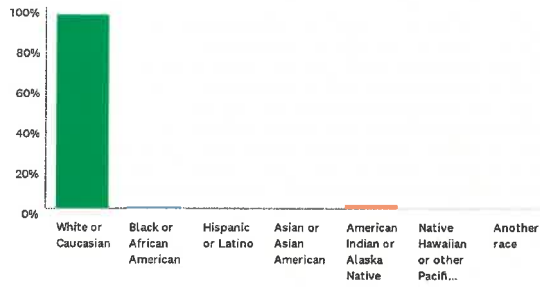 100%
80%
60%
40%
20%
0%
White or
Caucasian
Black or
African
American
Hispanic
or Latino
Asian or
Asian
American
American
Indian or
Alaska
Native
Native
Hawaiian
or other
Pacifi...
Another
race